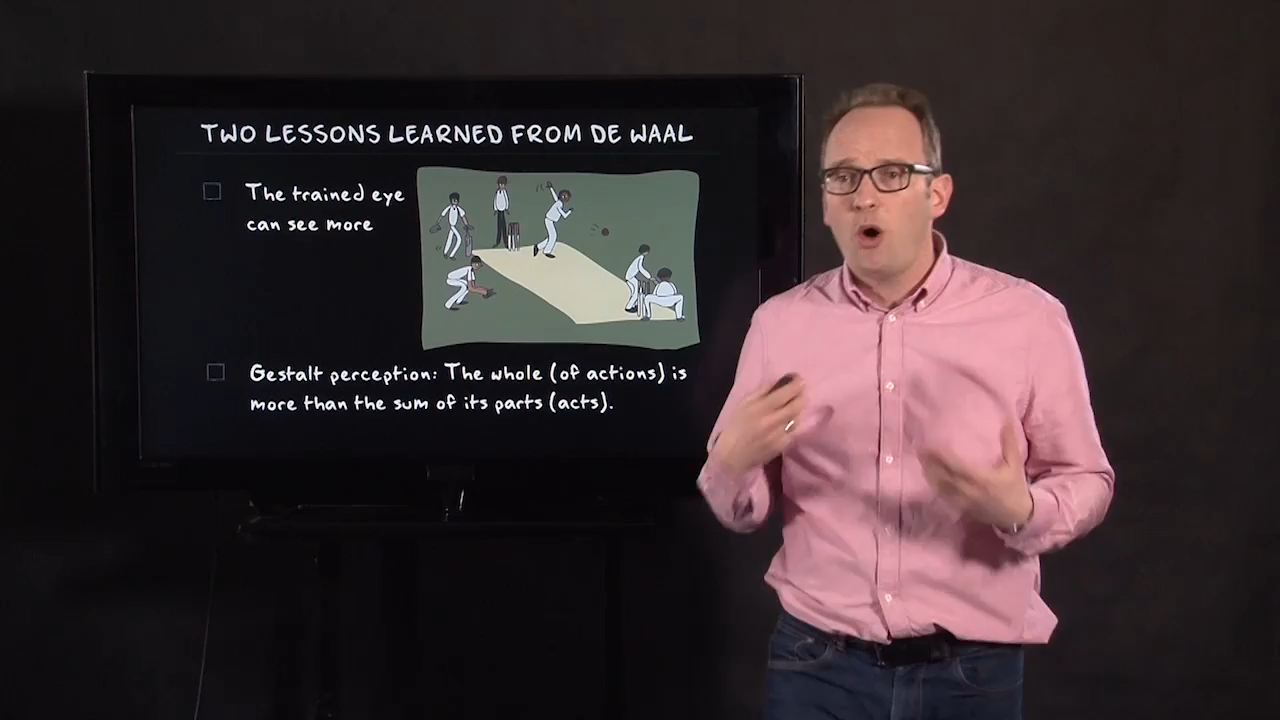 TWO LESSONS LEARNED FROM DE WAAL
The trained eye
can see more
Gestalt perception: The whole (of actions) is
more than the sum of its parts (acts).